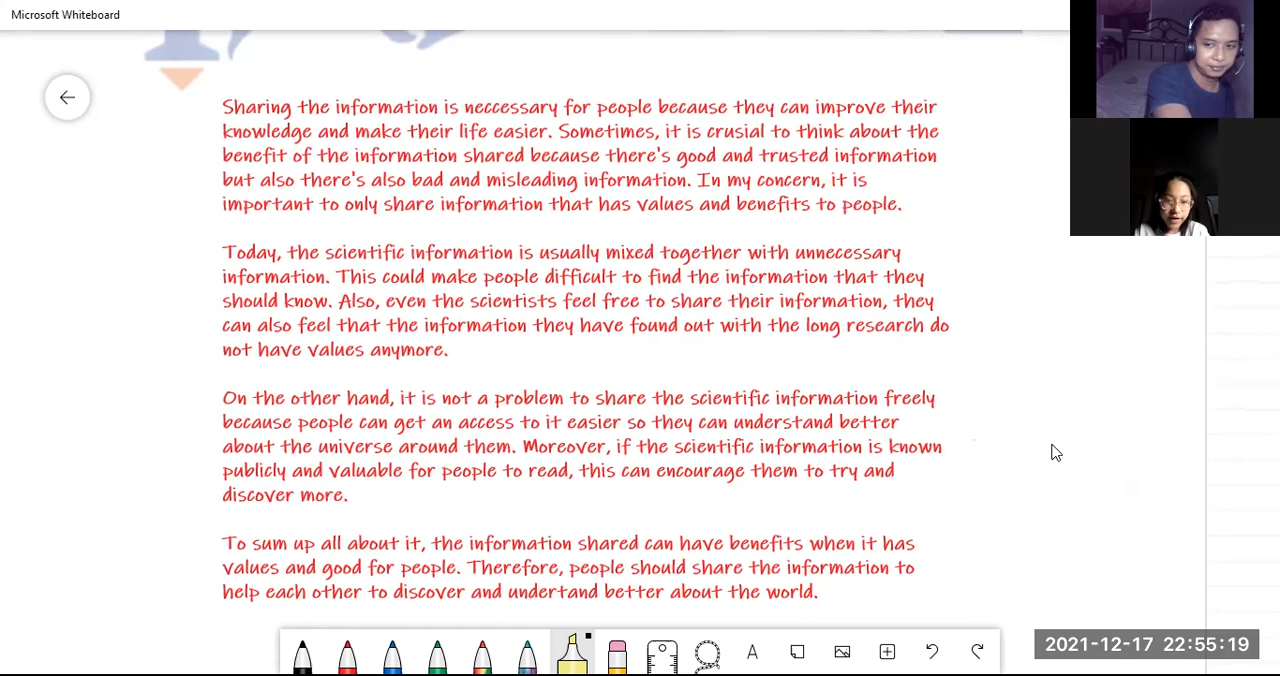 Microsoft Whiteboard
Sharing the information is neccessary for people because they can improve their
knowledge and make their life easier. Sometimes, it is crusial to think about the
benefit of the information shared because there's good and trusted information
but also there's also bad and misleading information. In my concern, it is
important to only share information that has values and benefits to people.
Today, the scientific information is usually mixed together with unnecessary
information. This could make people difficult to find the information that they
should know. Also, even the scientists feel free to share their information, they
can also feel that the information they have found out with the long research do
not have values anymore.
On the other hand, it is not a problem to share the scientific information freely
because people can get an access to it easier so they can understand better
about the universe around them. Moreover, if the scientific information is known
publicly and valuable for people to read, this can encourage them to try and
discover more.
To sum up all about it, the information shared can have benefits when it has
values and good for people. Therefore, people should share the information to
help each other to discover and undertand better about the world.
A
2021-12-17 22:55:19